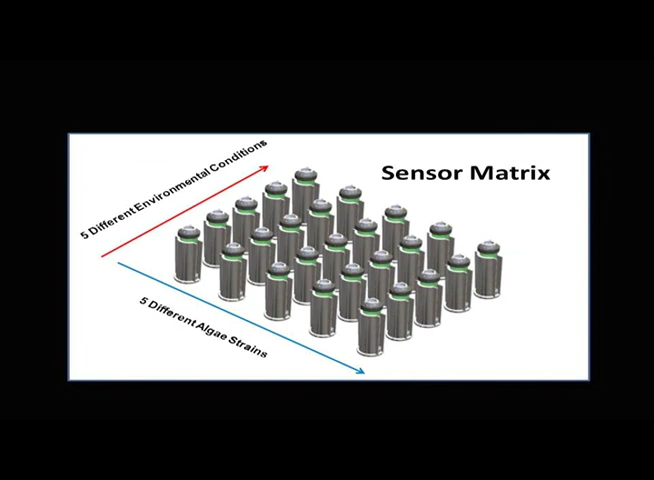 Sensor Matrix
5 Different Environmental Conditions
5 Different Algae Strains